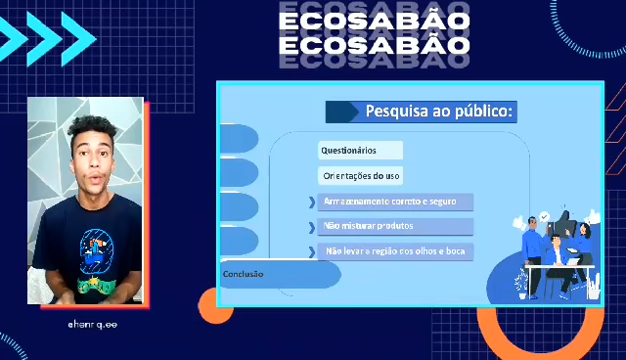 ECOSABÃO
ECOSABÃO
Pesquisa ao público:
Questionários
Orientações do uso
Armazenamento correto e seguro
Não misturar produtos
Não levar a região dos olhos e boca
Conclusão